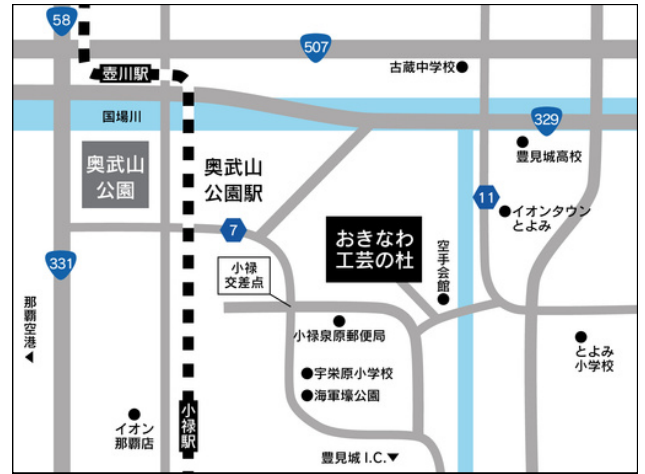 58
507
古蔵中学校
壺川駅
国場川
329
豊見城高校
奥武山
公園
奥武山
公園駅
11
イオンタウン
とよみ
7
おきなわ
工芸の杜
空手会館
331
小禄
交差点
那覇空港
小禄泉原郵便局
とよみ
小学校
宇栄原小学校
海軍壕公園
イオン
那覇店
小禄駅
豊見城 I.C.